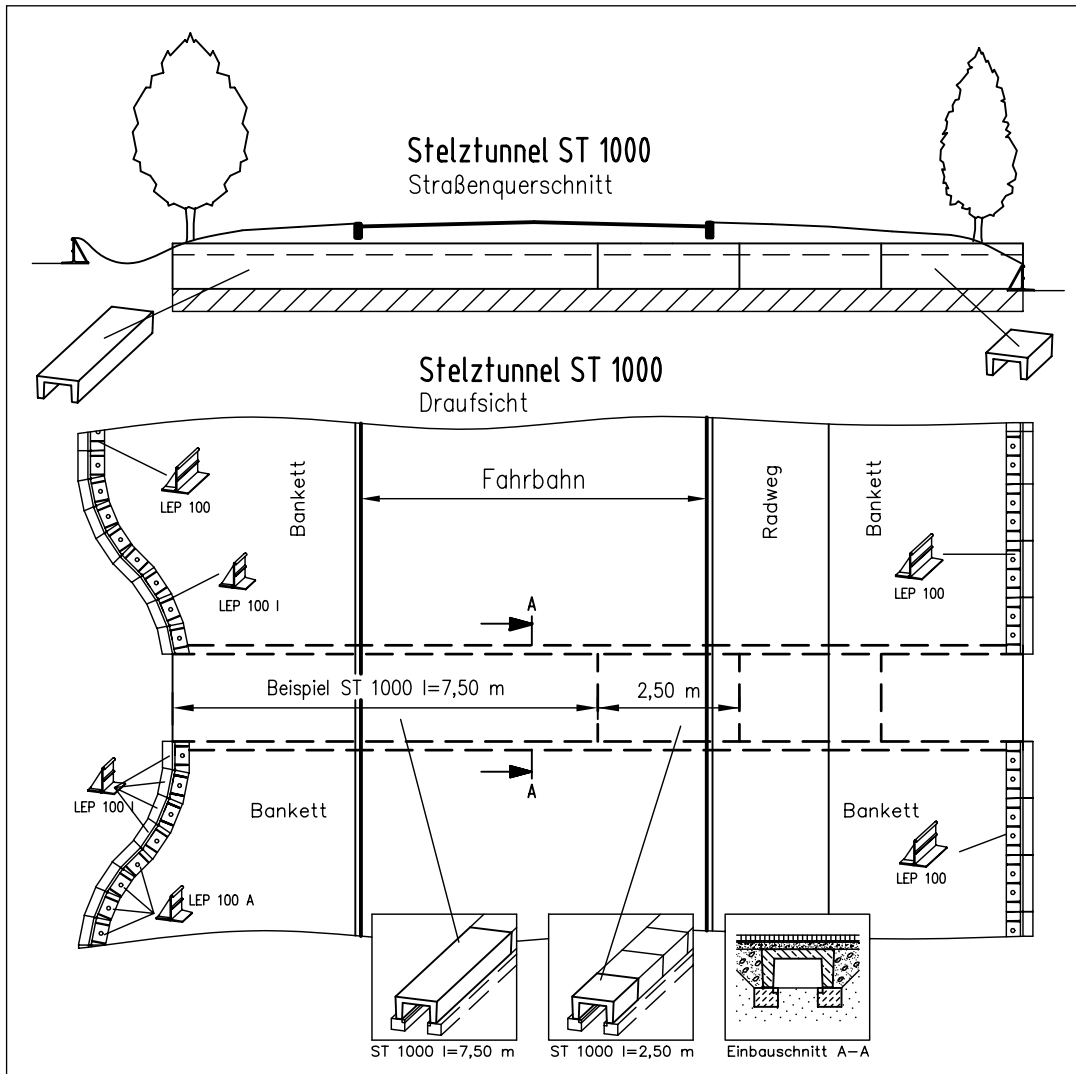 Stelztunnel ST 1000
Straßenquerschnitt
Stelztunnel ST 1000
Draufsicht
LEP 100
Bankett
Fahrbahn
Radweg
Bankett
LEP 100 I
LEP 100
A
Beispiel ST 1000 l=7,50 m
2,50 m
A
LEP 100 I
Bankett
Bankett
LEP 100 A
LEP 100
ST 1000 l=7,50 m
ST 1000 l=2,50 m
Einbauschnitt A-A